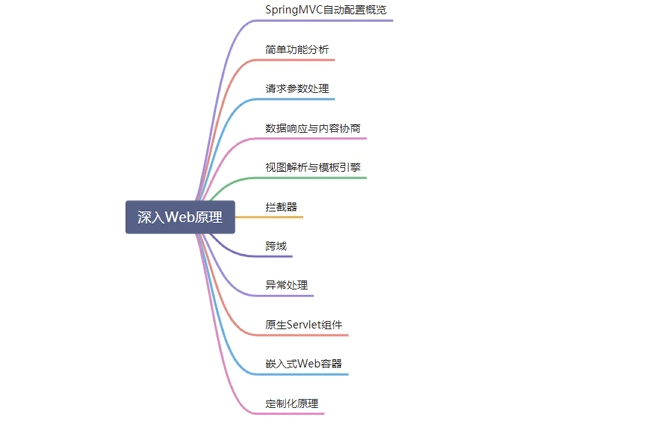 SpringMVC自动配置概览
简单功能分析
请求参数处理
数据响应与内容协商
视图解析与模板引擎
深入Web原理
拦截器
跨域
异常处理
原生Servlet组件
嵌入式Web容器
定制化原理